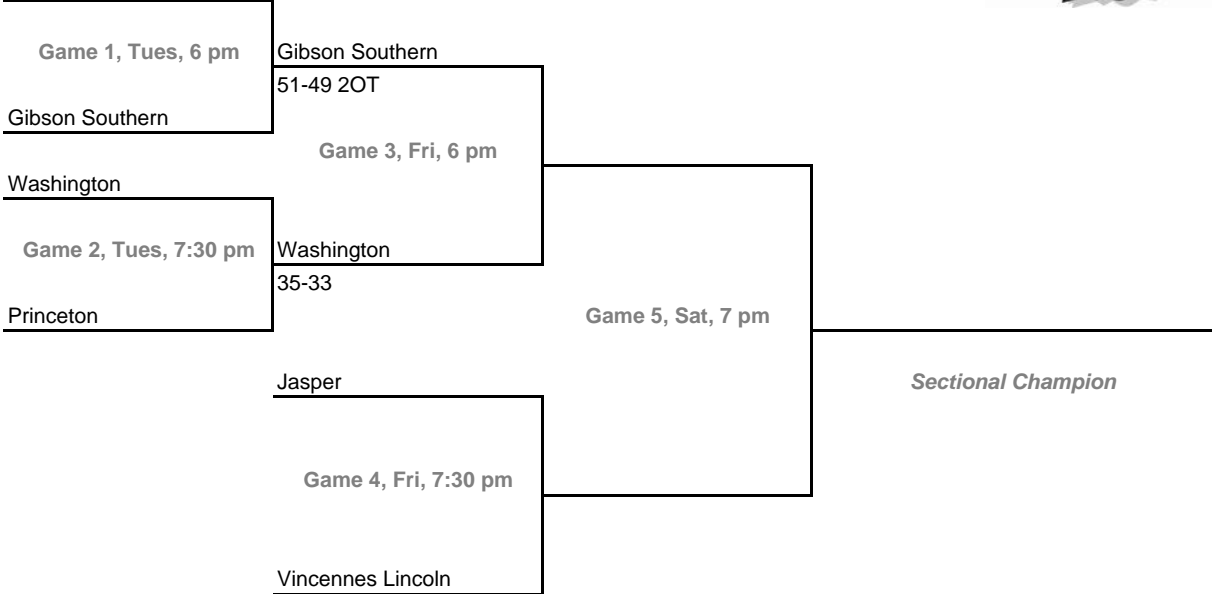 Game 1, Tues, 6 pm
Gibson Southern
51-49 2OT
Gibson Southern
Game 3, Fri, 6 pm
Washington
Game 2, Tues, 7:30 pm
Washington
35-33
Princeton
Game 5, Sat, 7 pm
Jasper
Sectional Champion
Game 4, Fri, 7:30 pm
Vincennes Lincoln